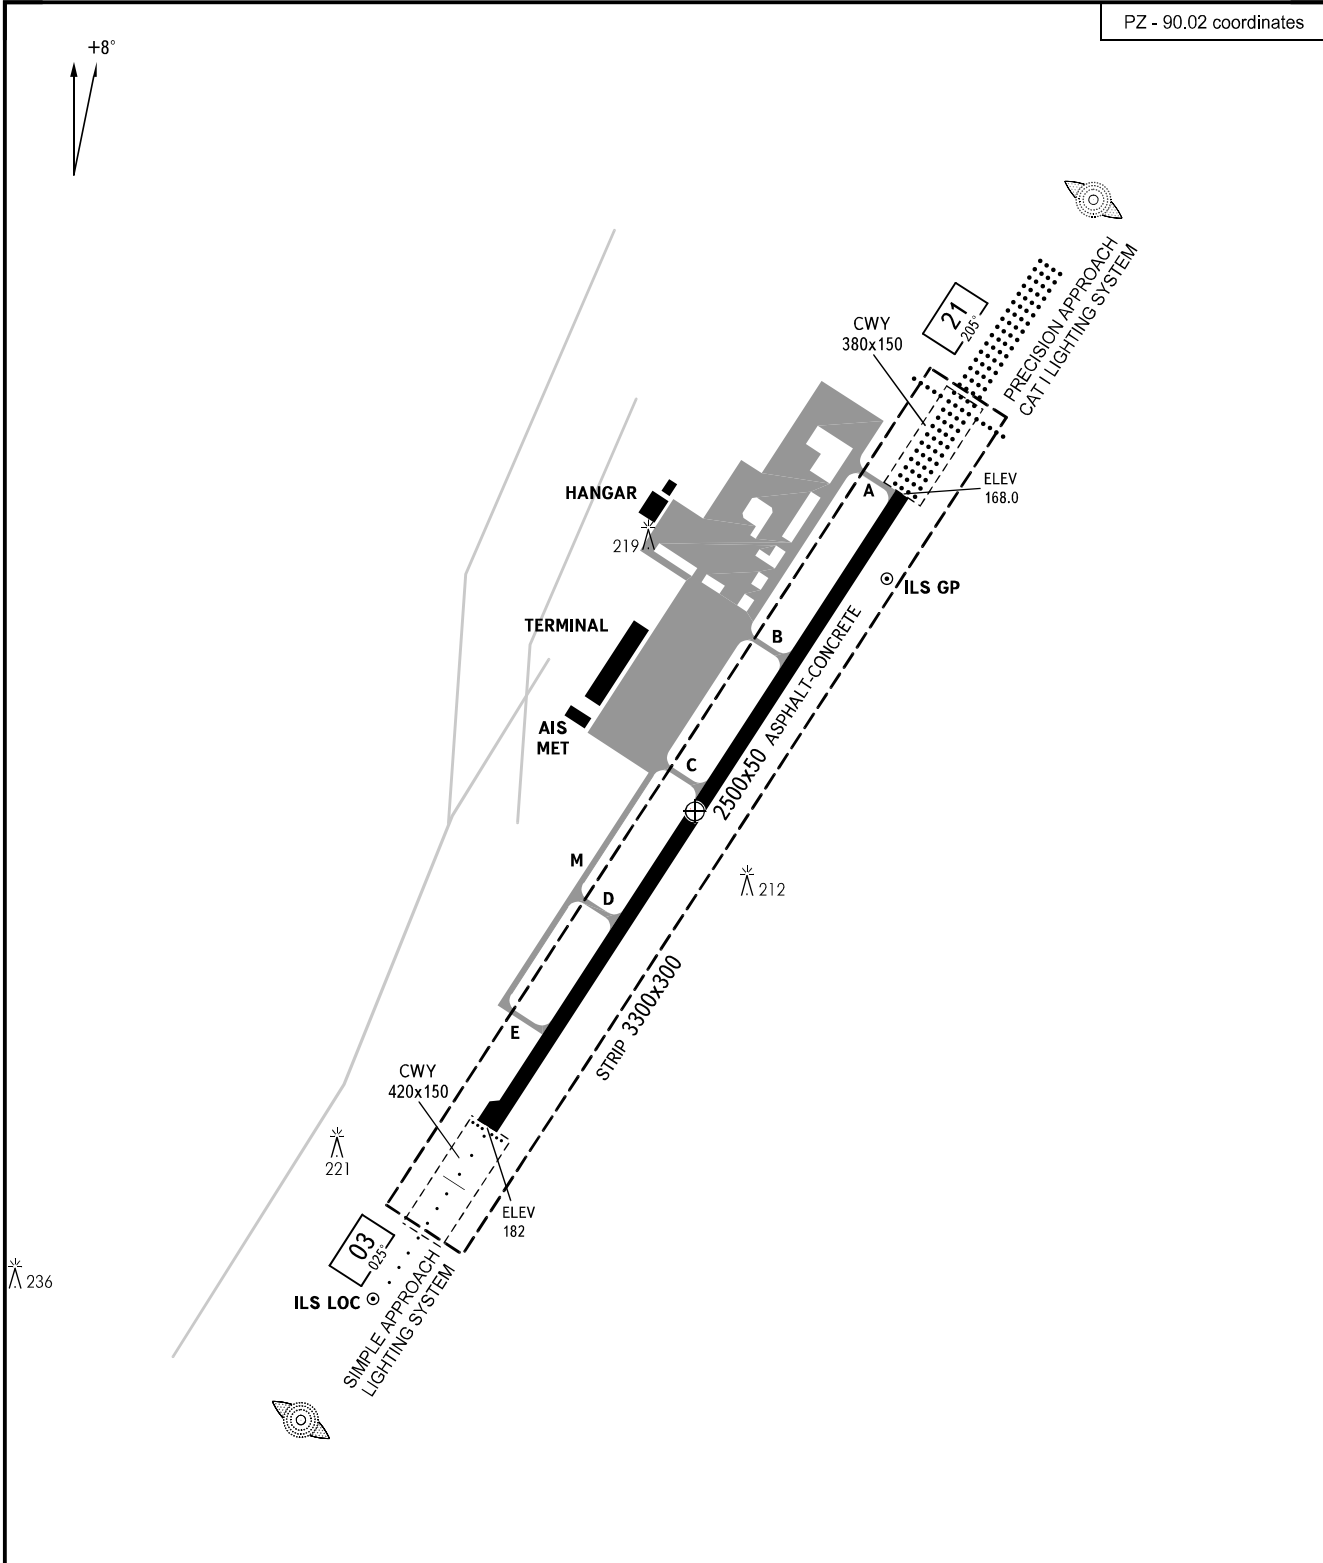 PZ - 90.02 coordinates
+8°
PRECISION APPROACH
CAT I LIGHTING SYSTEM
21
205°
CWY
380x150
ELEV
168.0
A
HANGAR
219
ILS GP
TERMINAL
B
AIS
MET
C
2500x50 ASPHALT-CONCRETE
M
D
212
STRIP 3300x300
E
CWY
420x150
221
ELEV
182
03
025°
236
ILS LOC
SIMPLE APPROACH
LIGHTING SYSTEM